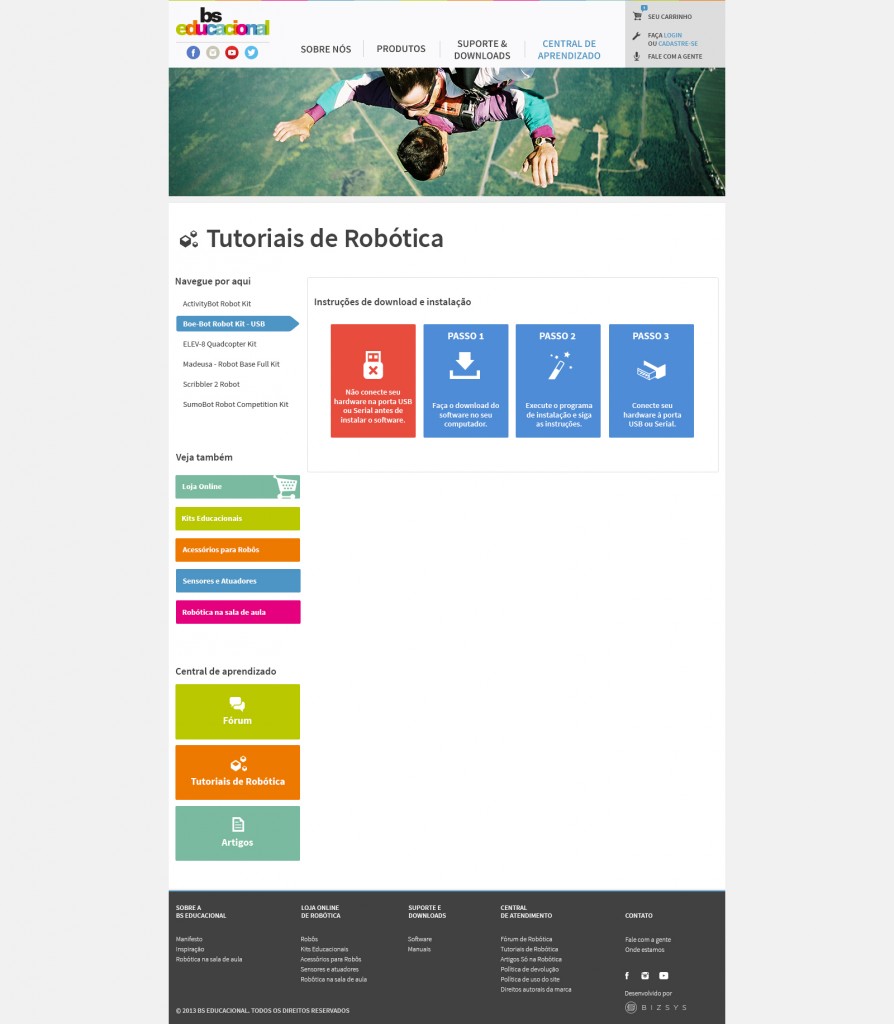 bs
educacional
SOBRE NÓS
PRODUTOS
SUPORTE &
DOWNLOADS
CENTRAL DE
APRENDIZADO
0
SEU CARRINHO
FAÇA LOGIN
OU CADASTRE-SE
FALE COM A GENTE
Tutoriais de Robótica
Navegue por aqui
ActivityBot Robot Kit
Boe-Bot Robot Kit - USB
ELEV-8 Quadcopter Kit
Madeusa - Robot Base Full Kit
Scribbler 2 Robot
SumoBot Robot Competition Kit
Instruções de download e instalação
Não conecte seu
hardware na porta USB
ou Serial antes de
instalar o software.
PASSO 1
Faça o download do
software no seu
computador.
PASSO 2
Execute o programa
de instalação e siga
as instruções.
PASSO 3
Conecte seu
hardware à porta
USB ou Serial.
Veja também
Loja Online
Kits Educacionais
Acessórios para Robôs
Sensores e Atuadores
Robótica na sala de aula
Central de aprendizado
Fórum
Tutoriais de Robótica
Artigos
SOBRE A
BS EDUCACIONAL
Manifesto
Inspiração
Robótica na sala de aula
LOJA ONLINE
DE ROBÓTICA
Robôs
Kits Educacionais
Acessórios para Robôs
Sensores e atuadores
Robótica na sala de aula
SUPORTE E
DOWNLOADS
Software
Manuais
CENTRAL
DE ATENDIMENTO
Fórum de Robótica
Tutoriais de Robótica
Artigos Só na Robótica
Política de devolução
Política de uso do site
Direitos autorais da marca
CONTATO
Fale com a gente
Onde estamos
Desenvolvido por
BIZSYS
© 2013 BS EDUCACIONAL. TODOS OS DIREITOS RESERVADOS